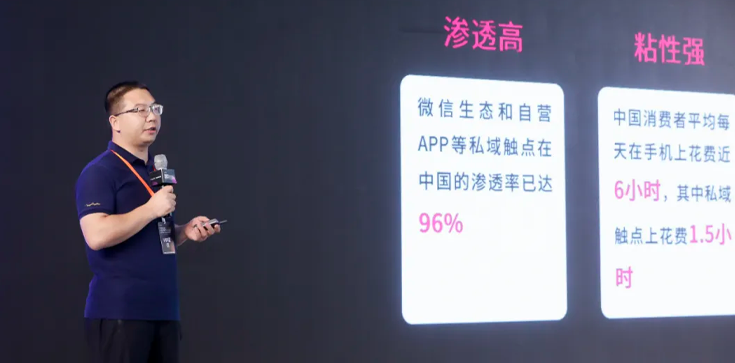 渗透高
微信生态和自营
APP等私域触点在
中国的渗透率已达
96%
粘性强
中国消费者平均每
天在手机上花费近
6小时，其中私域
触点上花费1.5小
时